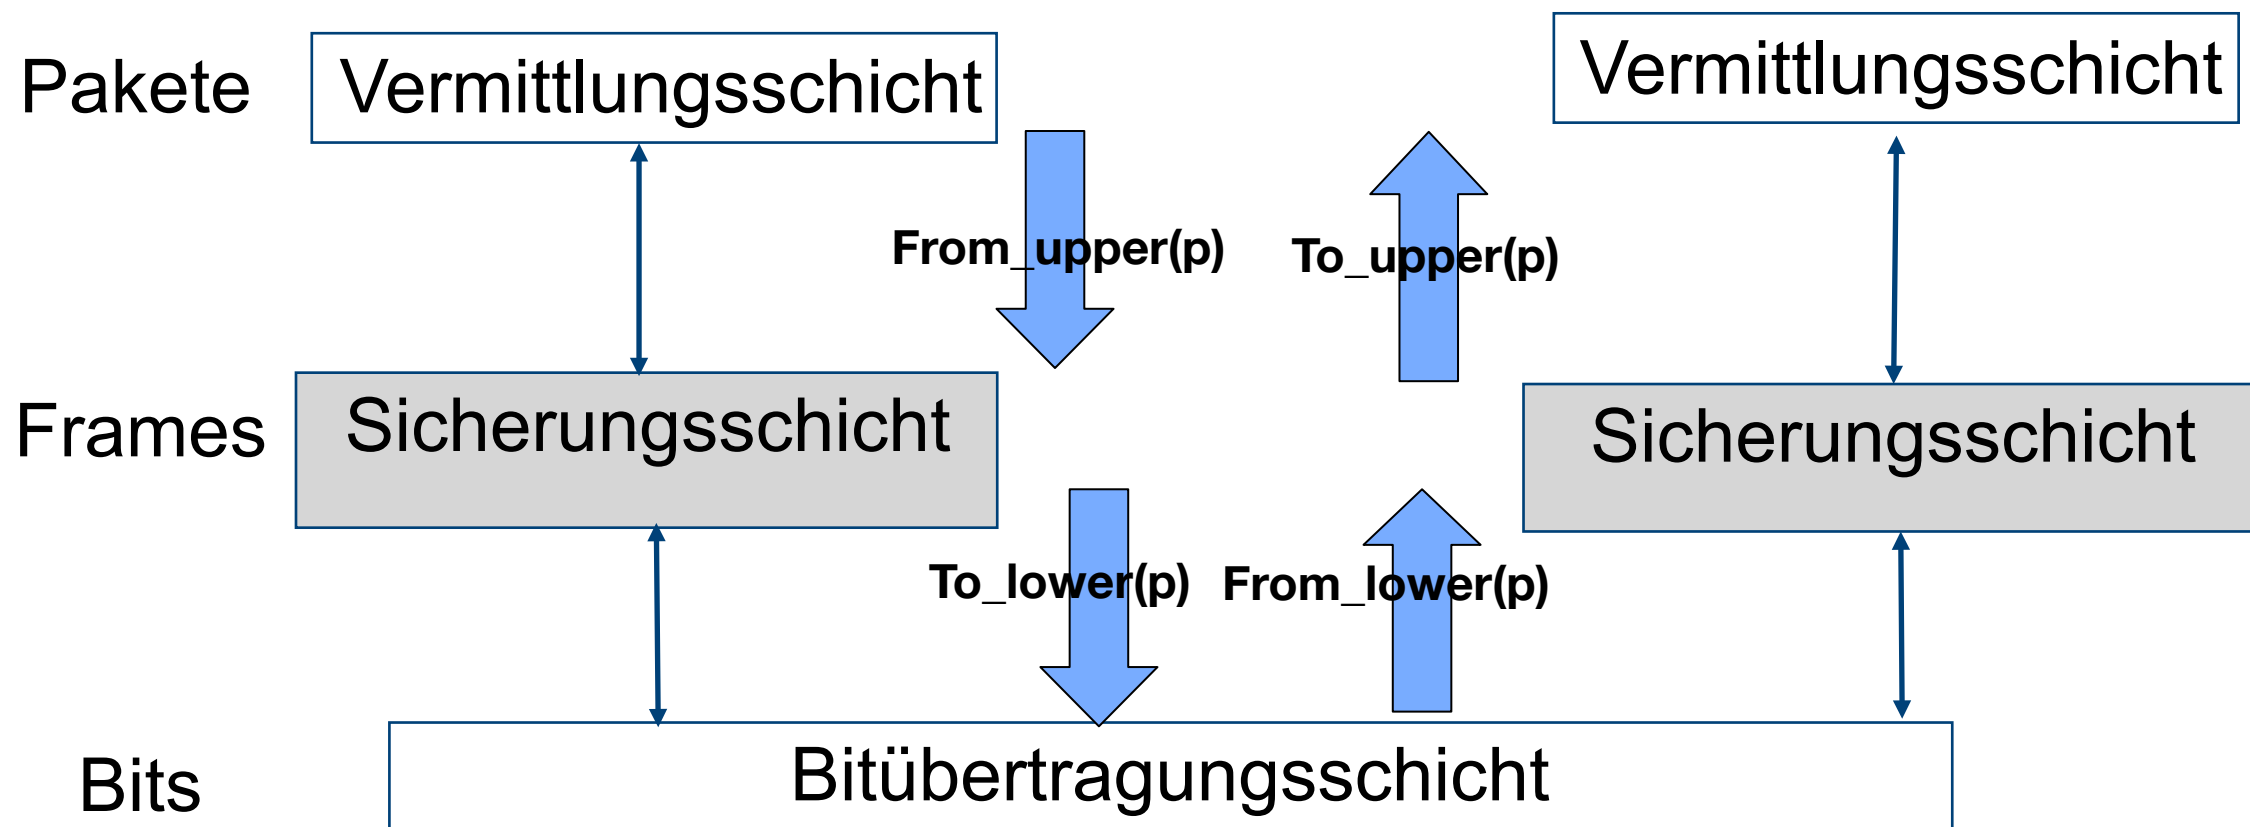 Pakete
Vermittlungsschicht
Vermittlungsschicht
From_upper(p)
To_upper(p)
Frames
Sicherungsschicht
Sicherungsschicht
To_lower(p)
From_lower(p)
Bits
Bitübertragungsschicht